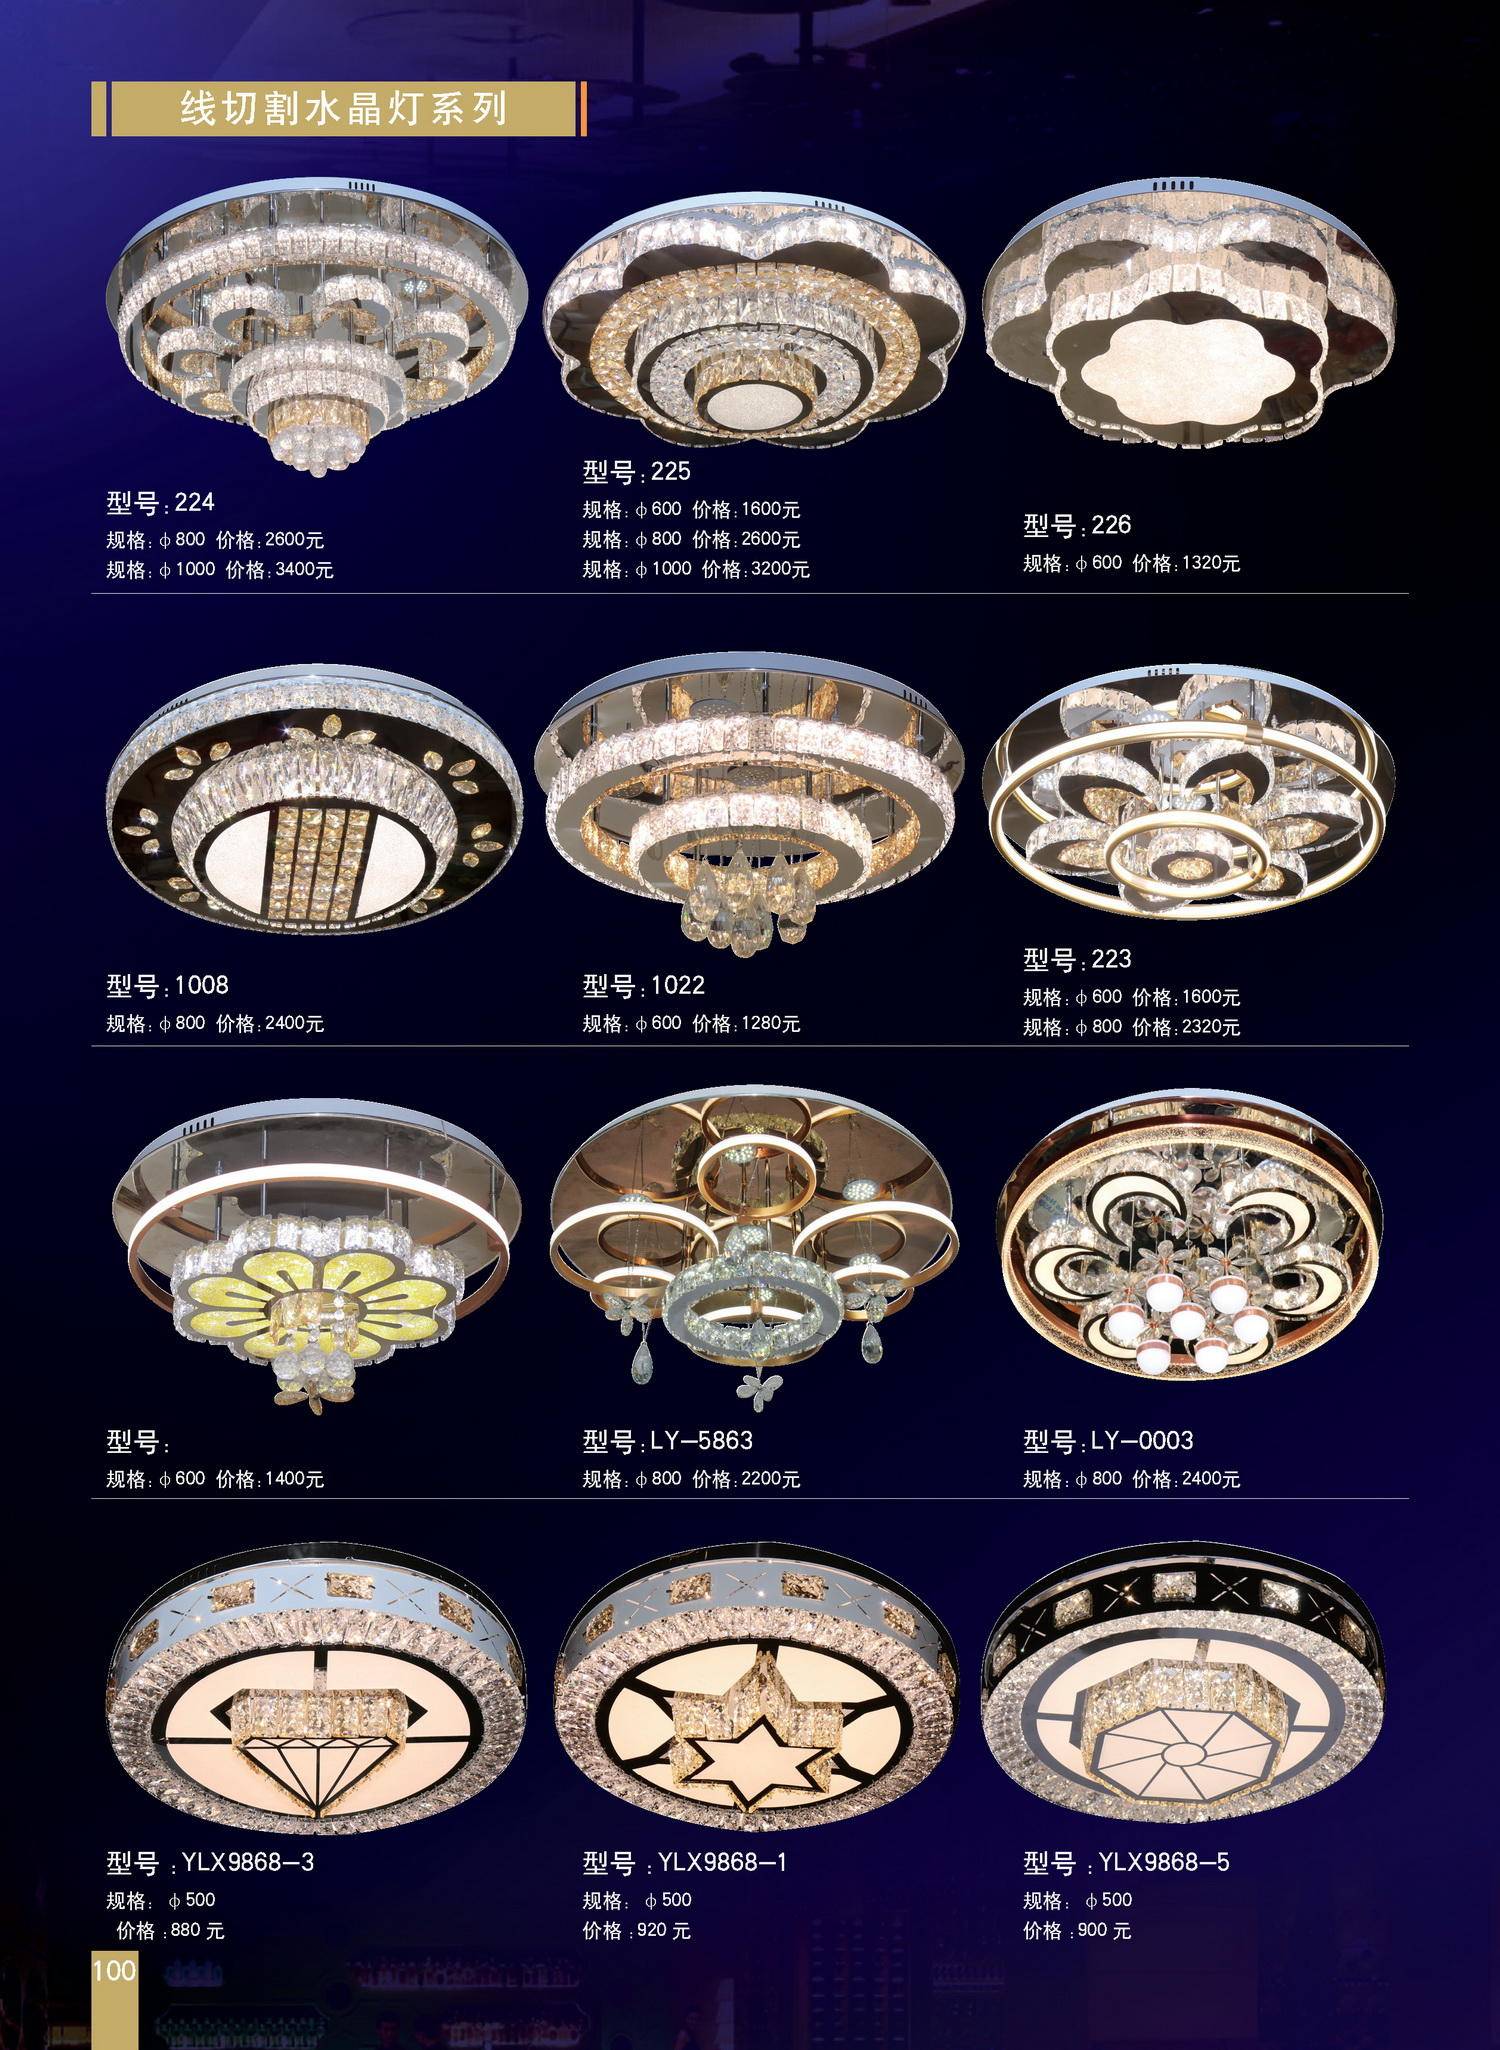 线切割水晶灯系列
型号:224
规格:φ800 价格:2600元
规格:φ1000 价格:3400元
型号:225
规格:φ600 价格:1600元
规格:φ800 价格:2600元
规格:φ1000 价格:3200元
型号:226
规格:φ600 价格:1320元
型号:1008
规格:φ800 价格:2400元
型号:1022
规格:φ600 价格:1280元
型号:223
规格:φ600 价格:1600元
规格:φ800 价格:2320元
型号:
规格:φ600 价格:1400元
型号:LY-5863
规格:φ800 价格:2200元
型号:LY-0003
规格:φ800 价格:2400元
型号 :YLX9868-3
规格: φ500
价格 :880 元
型号 :YLX9868-1
规格: φ500
价格 :920 元
型号 :YLX9868-5
规格: φ500
价格 :900 元
100